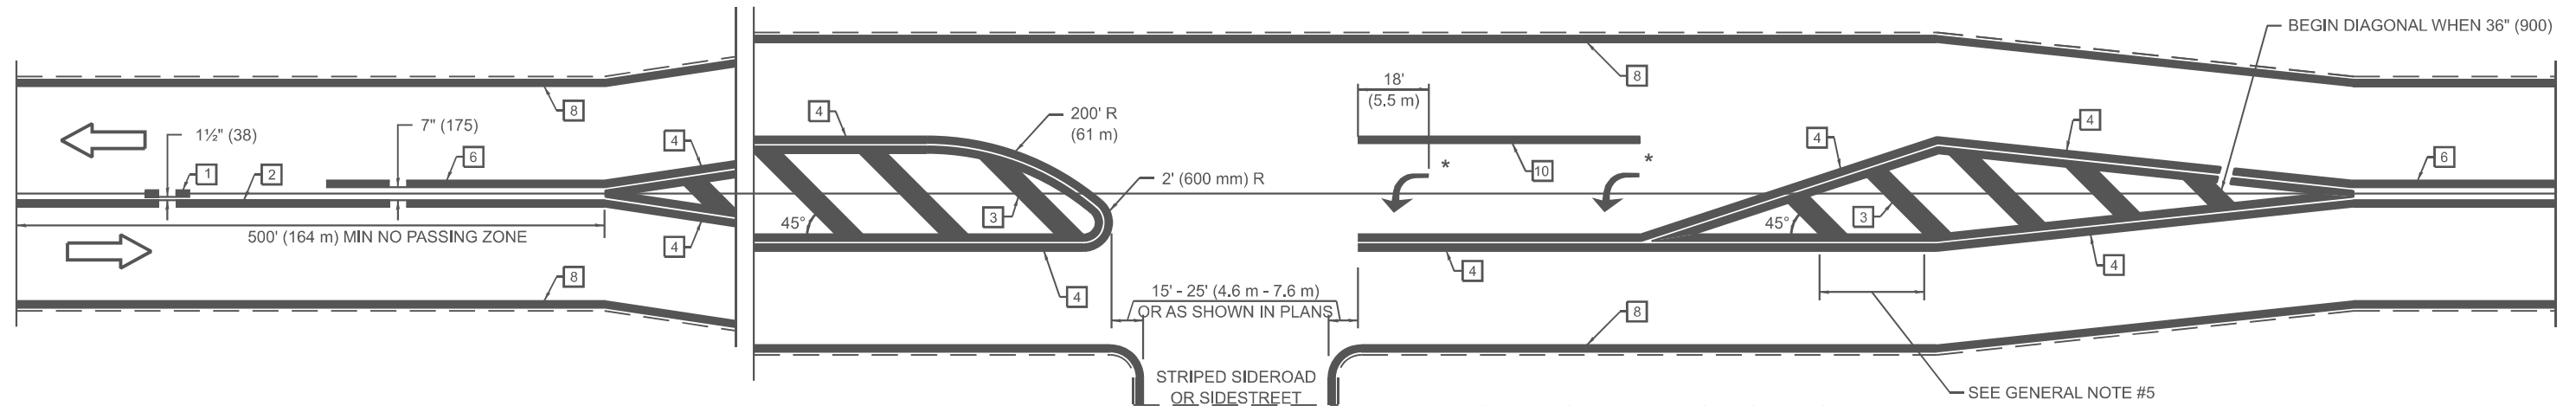 BEGIN DIAGONAL WHEN 36" (900)
8
18'
(5.5 m)
4
200' R
(61 m)
8
1½" (38)
7" (175)
4
6
4
4
*
*
10
6
1
2
2' (600 mm) R
3
45°
3
45°
500' (164 m) MIN NO PASSING ZONE
4
4
4
4
8
15' - 25' (4.6 m - 7.6 m)
OR AS SHOWN IN PLANS
8
STRIPED SIDEROAD
OR SIDESTREET
SEE GENERAL NOTE #5